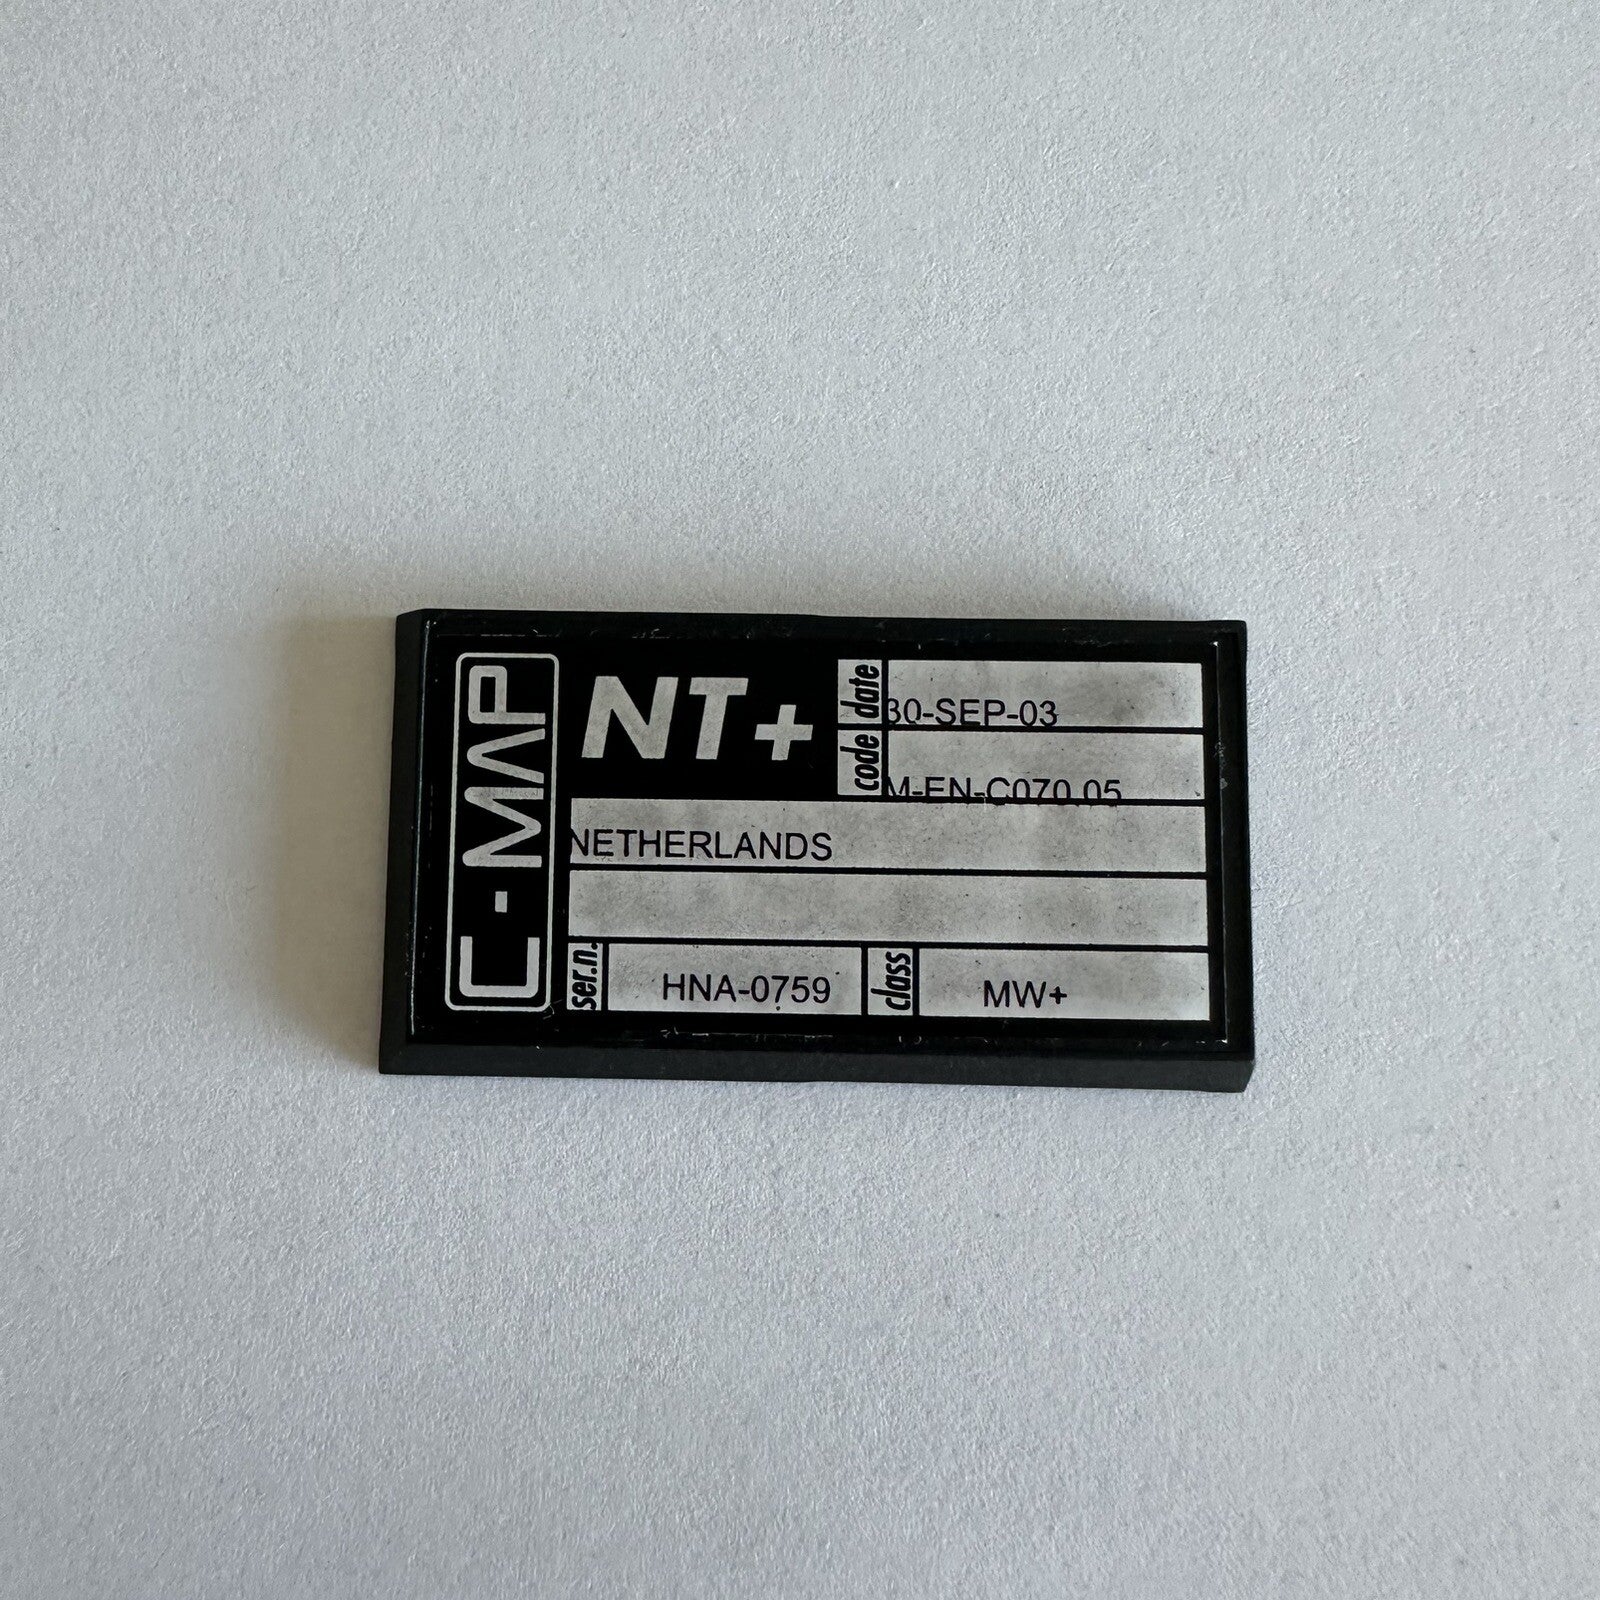 C-MAP
NT+
date 30-SEP-03
code M-EN-C070.05
NETHERLANDS
ser.n. HNA-0759 class MW+